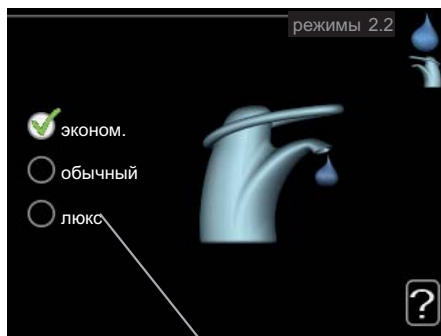 режимы 2.2
эконом.
обычный
люкс
?